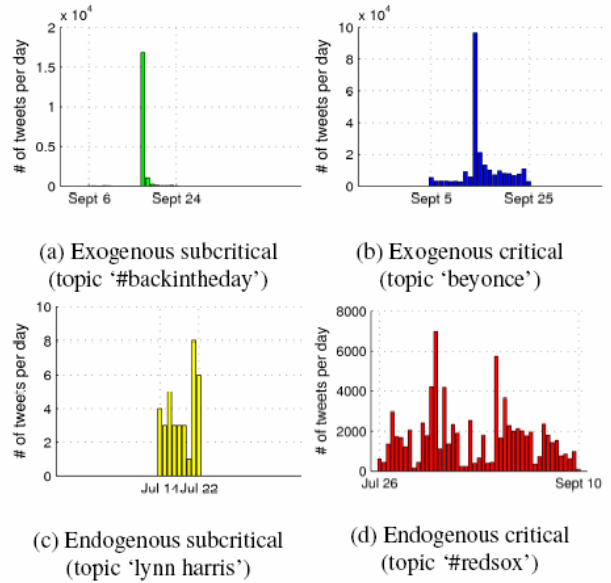 x 10^4
2
1.5
1
0.5
0
# of tweets per day
Sept 6
Sept 24
(a) Exogenous subcritical
(topic ‘#backintheday’)
x 10^4
10
8
6
4
2
0
# of tweets per day
Sept 5
Sept 25
(b) Exogenous critical
(topic ‘beyonce’)
10
8
6
4
2
0
# of tweets per day
Jul 14
Jul 22
(c) Endogenous subcritical
(topic ‘lynn harris’)
8000
6000
4000
2000
0
# of tweets per day
Jul 26
Sept 10
(d) Endogenous critical
(topic ‘#redsox’)